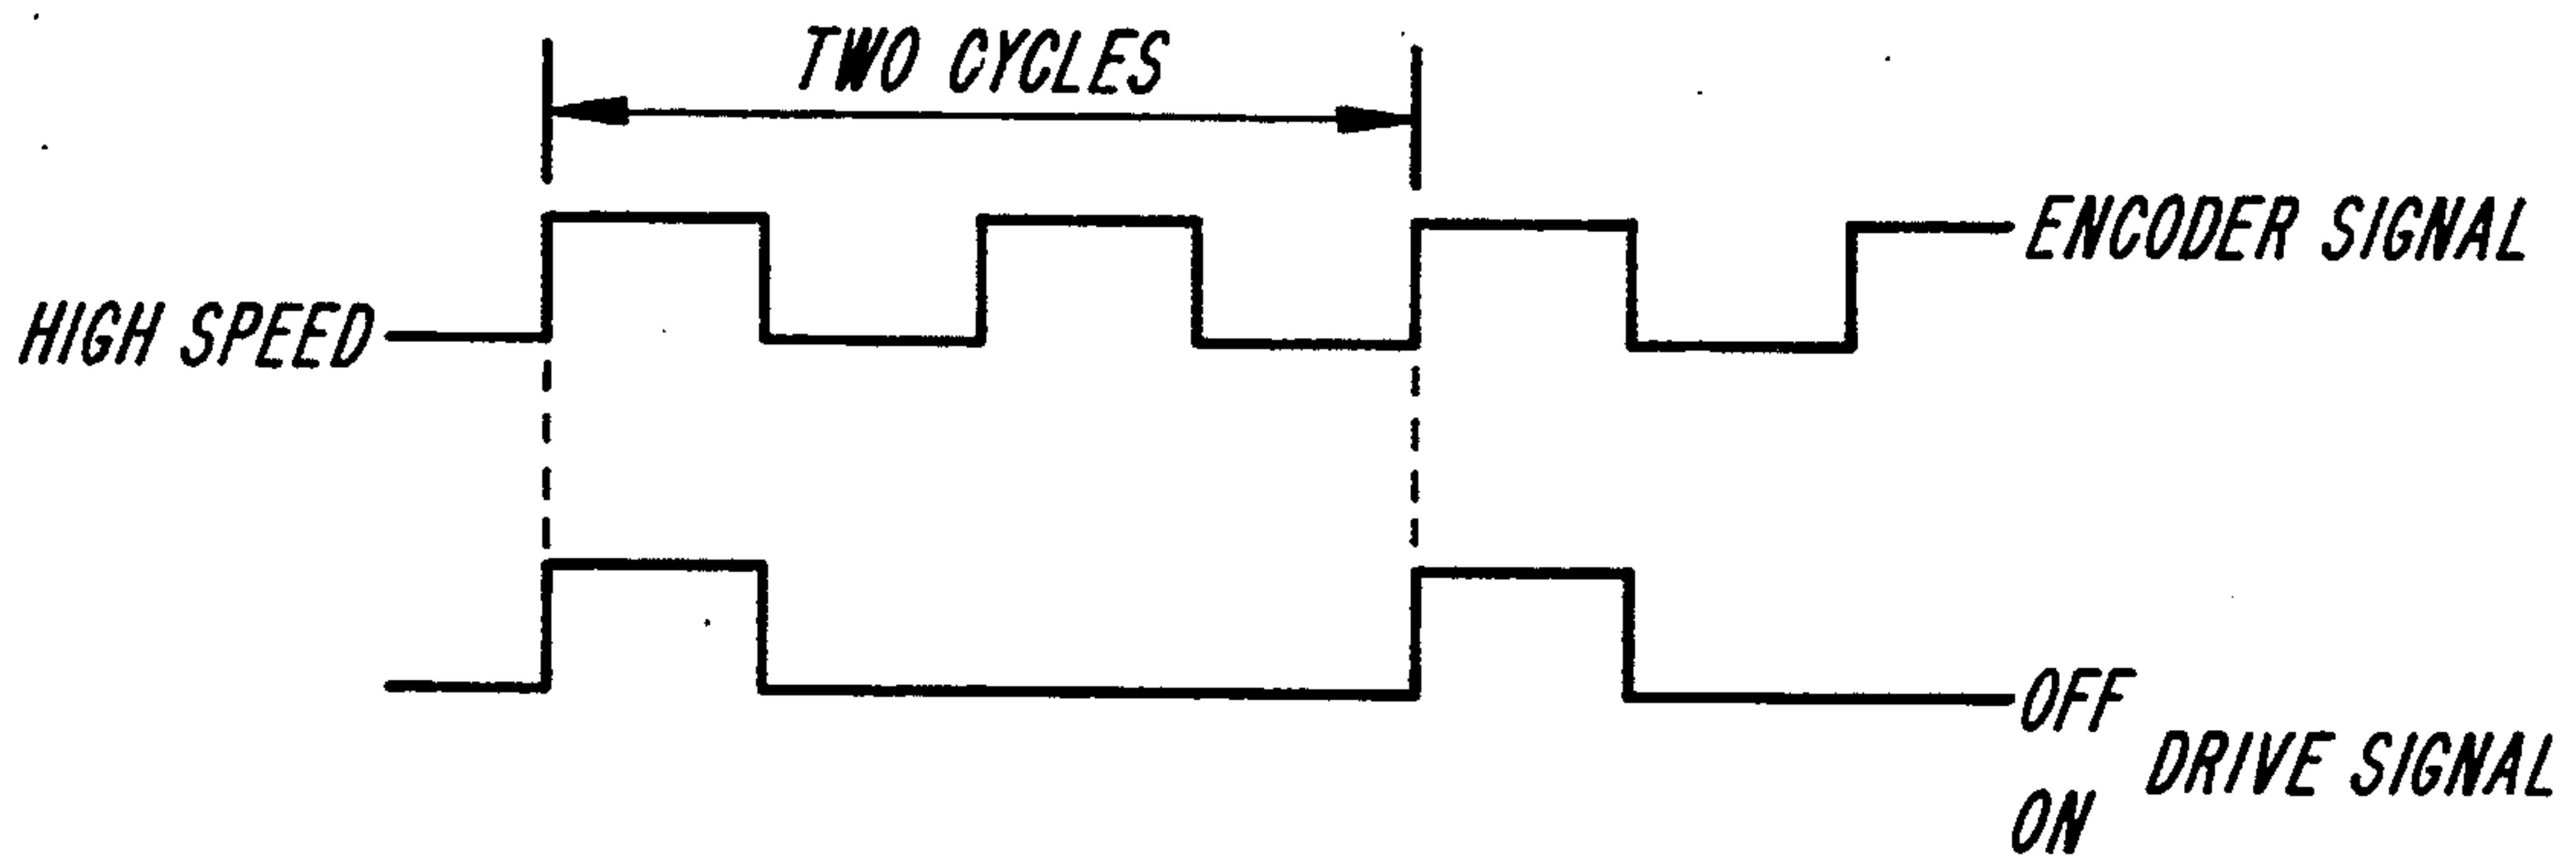 TWO CYCLES
ENCODER SIGNAL
HIGH SPEED
OFF
DRIVE SIGNAL
ON